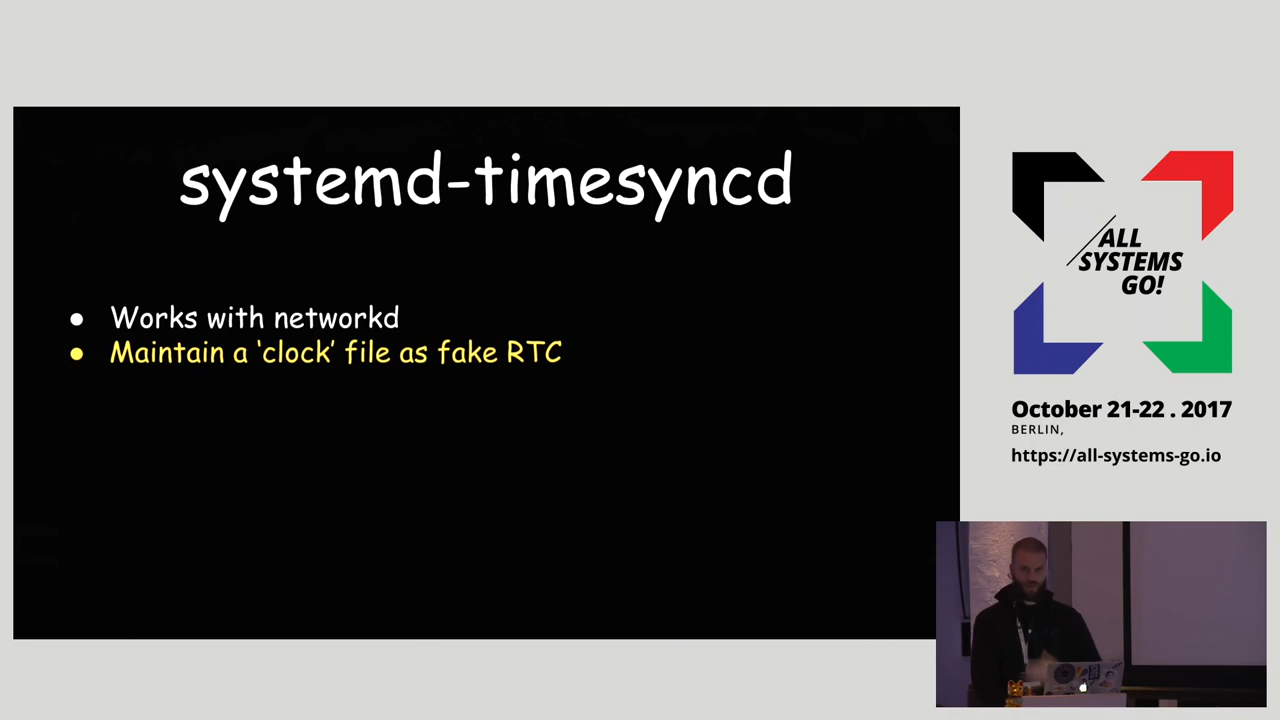 systemd-timesyncd
● Works with networkd
● Maintain a ‘clock’ file as fake RTC
/ALL
SYSTEMS
GO!
October 21-22 . 2017
BERLIN,
https://all-systems-go.io